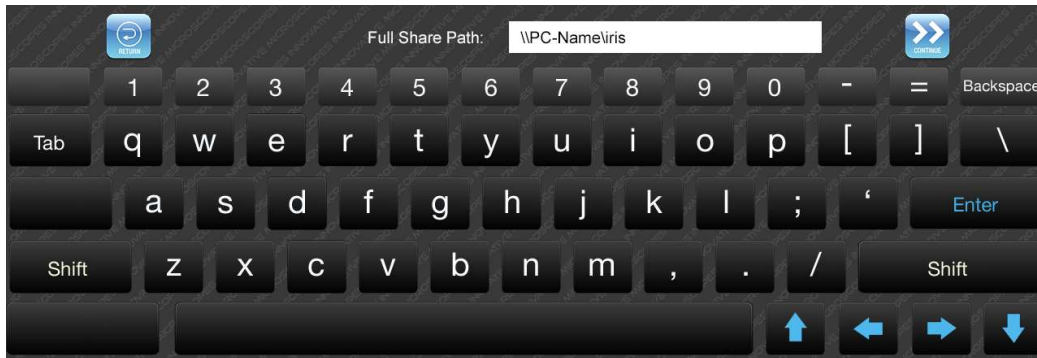 RETURN Full Share Path: \\PC-Name\iris CONTINUE
1 2 3 4 5 6 7 8 9 0 - = Backspace
Tab q w e r t y u i o p [ ] \
a s d f g h j k l ; ‘ Enter
Shift z x c v b n m , . / Shift